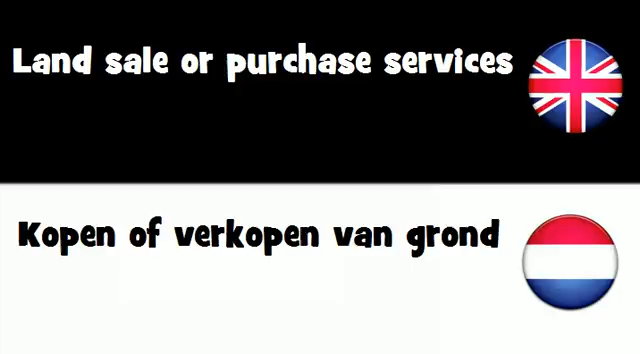 Land sale or purchase services
Kopen of verkopen van grond